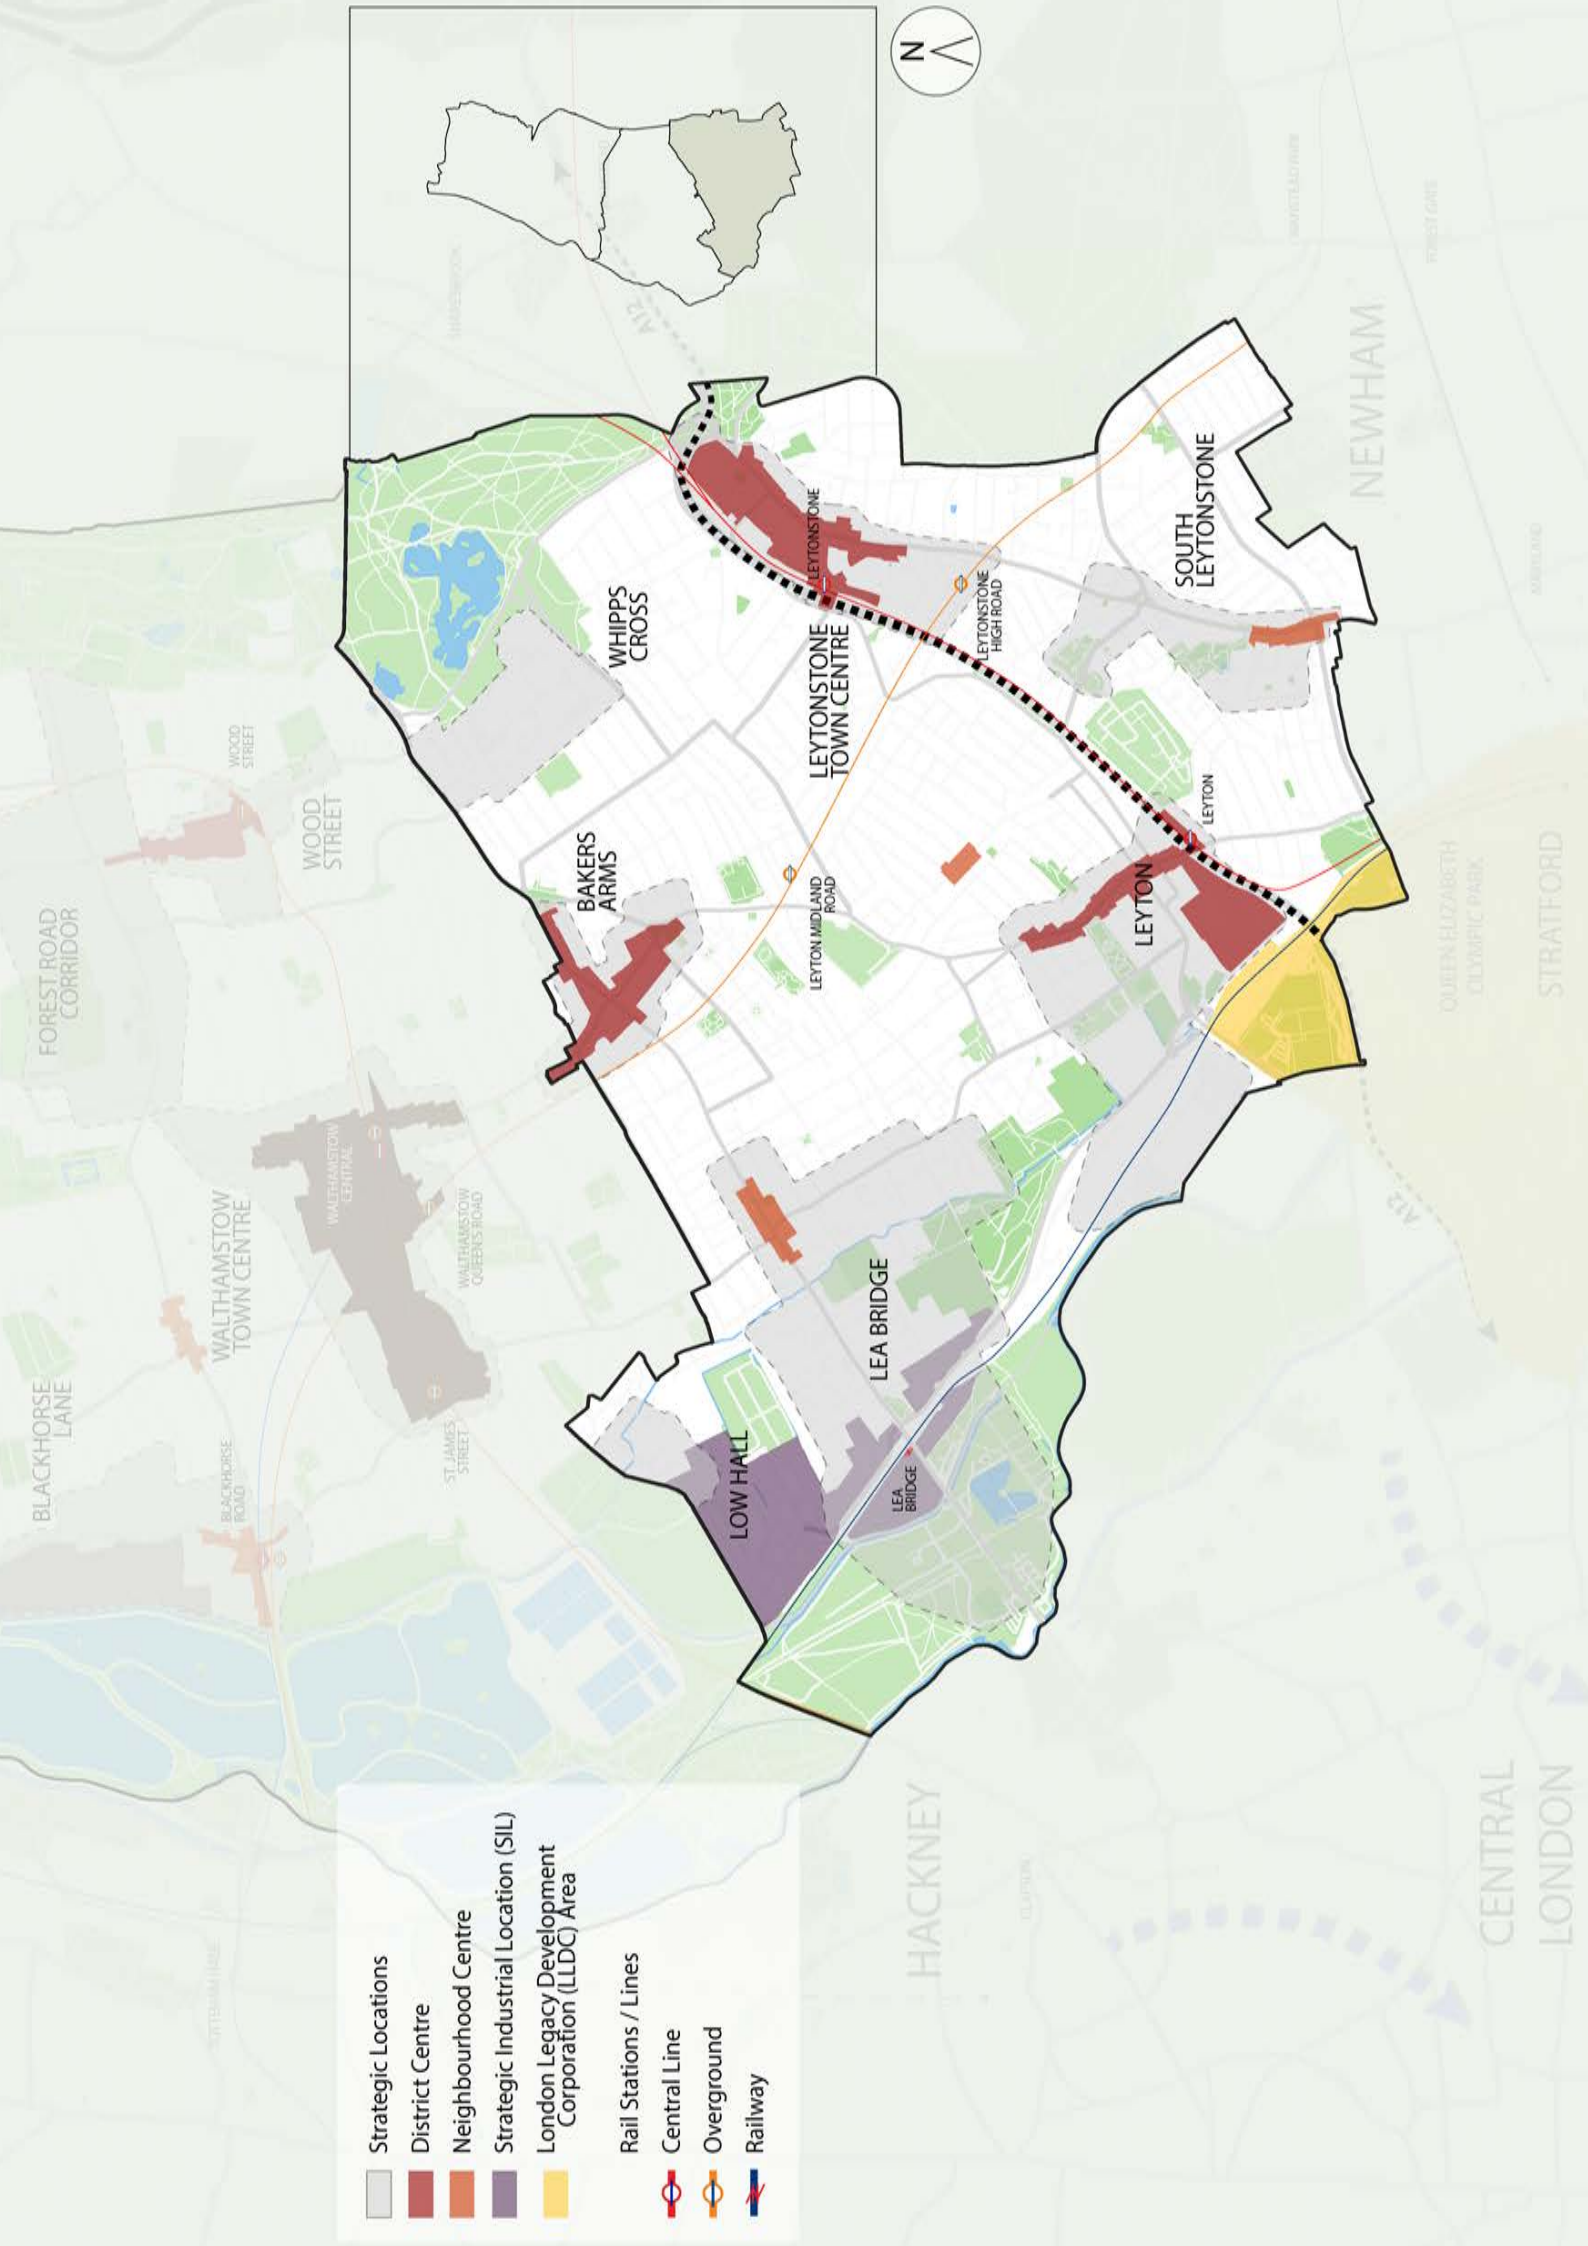 Strategic Locations
District Centre
Neighbourhood Centre
Strategic Industrial Location (SIL)
London Legacy Development
Corporation (LLDC) Area
Rail Stations / Lines
Central Line
Overground
Railway
N
BLACKHORSE
LANE
BLACKHORSE
ROAD
FOREST ROAD
CORRIDOR
WALTHAMSTOW
TOWN CENTRE
WALTHAMSTOW
CENTRAL
WALTHAMSTOW
QUEEN'S ROAD
ST JAMES
STREET
WOOD
STREET
WOOD
STREET
A12
WHIPPS
CROSS
BAKERS
ARMS
LEYTONSTONE
LEYTONSTONE
TOWN CENTRE
LEYTONSTONE
HIGH ROAD
LEYTON MIDLAND
ROAD
LOW HALL
LEA BRIDGE
LEA
BRIDGE
LEYTON
LEYTON
SOUTH
LEYTONSTONE
NEWHAM
FOREST GATE
A12
QUEEN ELIZABETH
OLYMPIC PARK
STRATFORD
HACKNEY
CENTRAL
LONDON